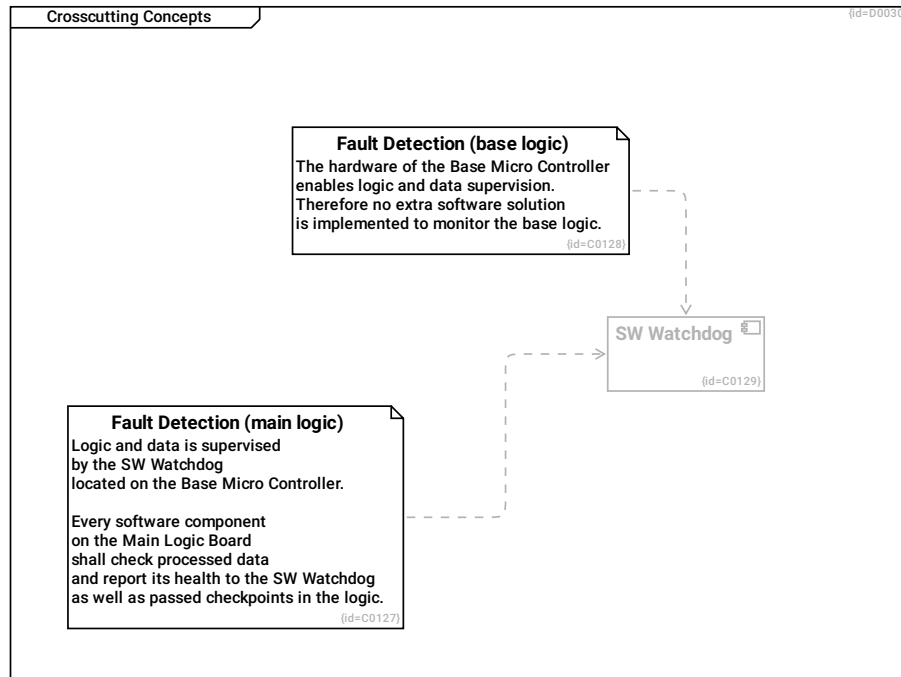 Crosscutting Concepts
{id=D0030
Fault Detection (base logic)
The hardware of the Base Micro Controller
enables logic and data supervision.
Therefore no extra software solution
is implemented to monitor the base logic.
{id=C0128}
SW Watchdog
{id=C0129}
Fault Detection (main logic)
Logic and data is supervised
by the SW Watchdog
located on the Base Micro Controller.
Every software component
on the Main Logic Board
shall check processed data
and report its health to the SW Watchdog
as well as passed checkpoints in the logic.
{id=C0127}